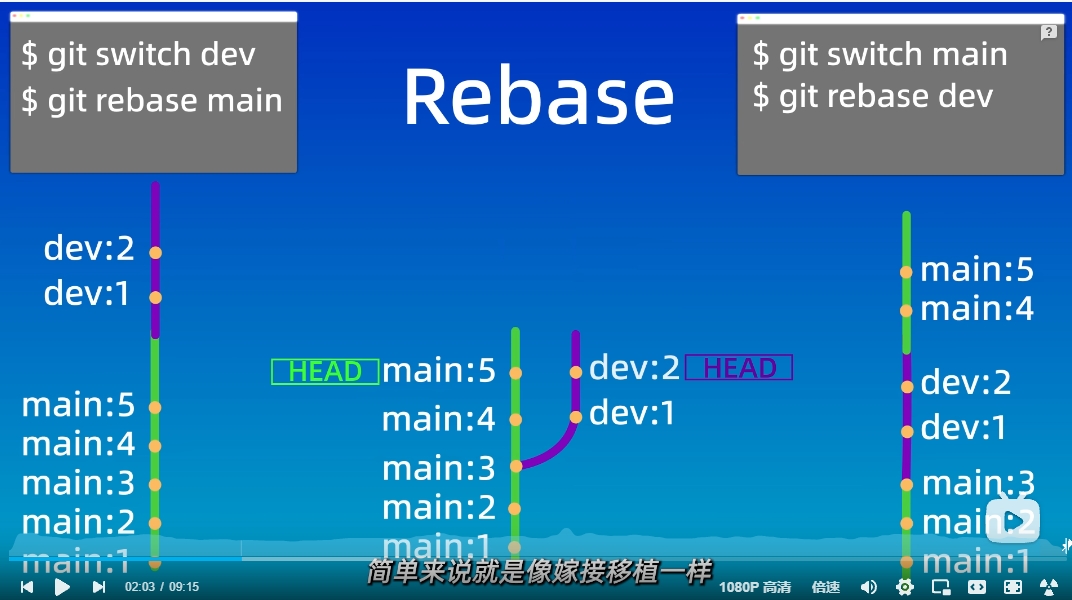 $ git switch dev
$ git rebase main
Rebase
?
$ git switch main
$ git rebase dev
dev:2
dev:1
main:5
main:4
main:3
main:2
main:1
HEAD main:5
main:4
main:3
main:2
main:1
dev:2 HEAD
dev:1
main:5
main:4
dev:2
dev:1
main:3
main:2
main:1
简单来说就是像嫁接移植一样
02:03 / 09:15
1080P 高清
倍速